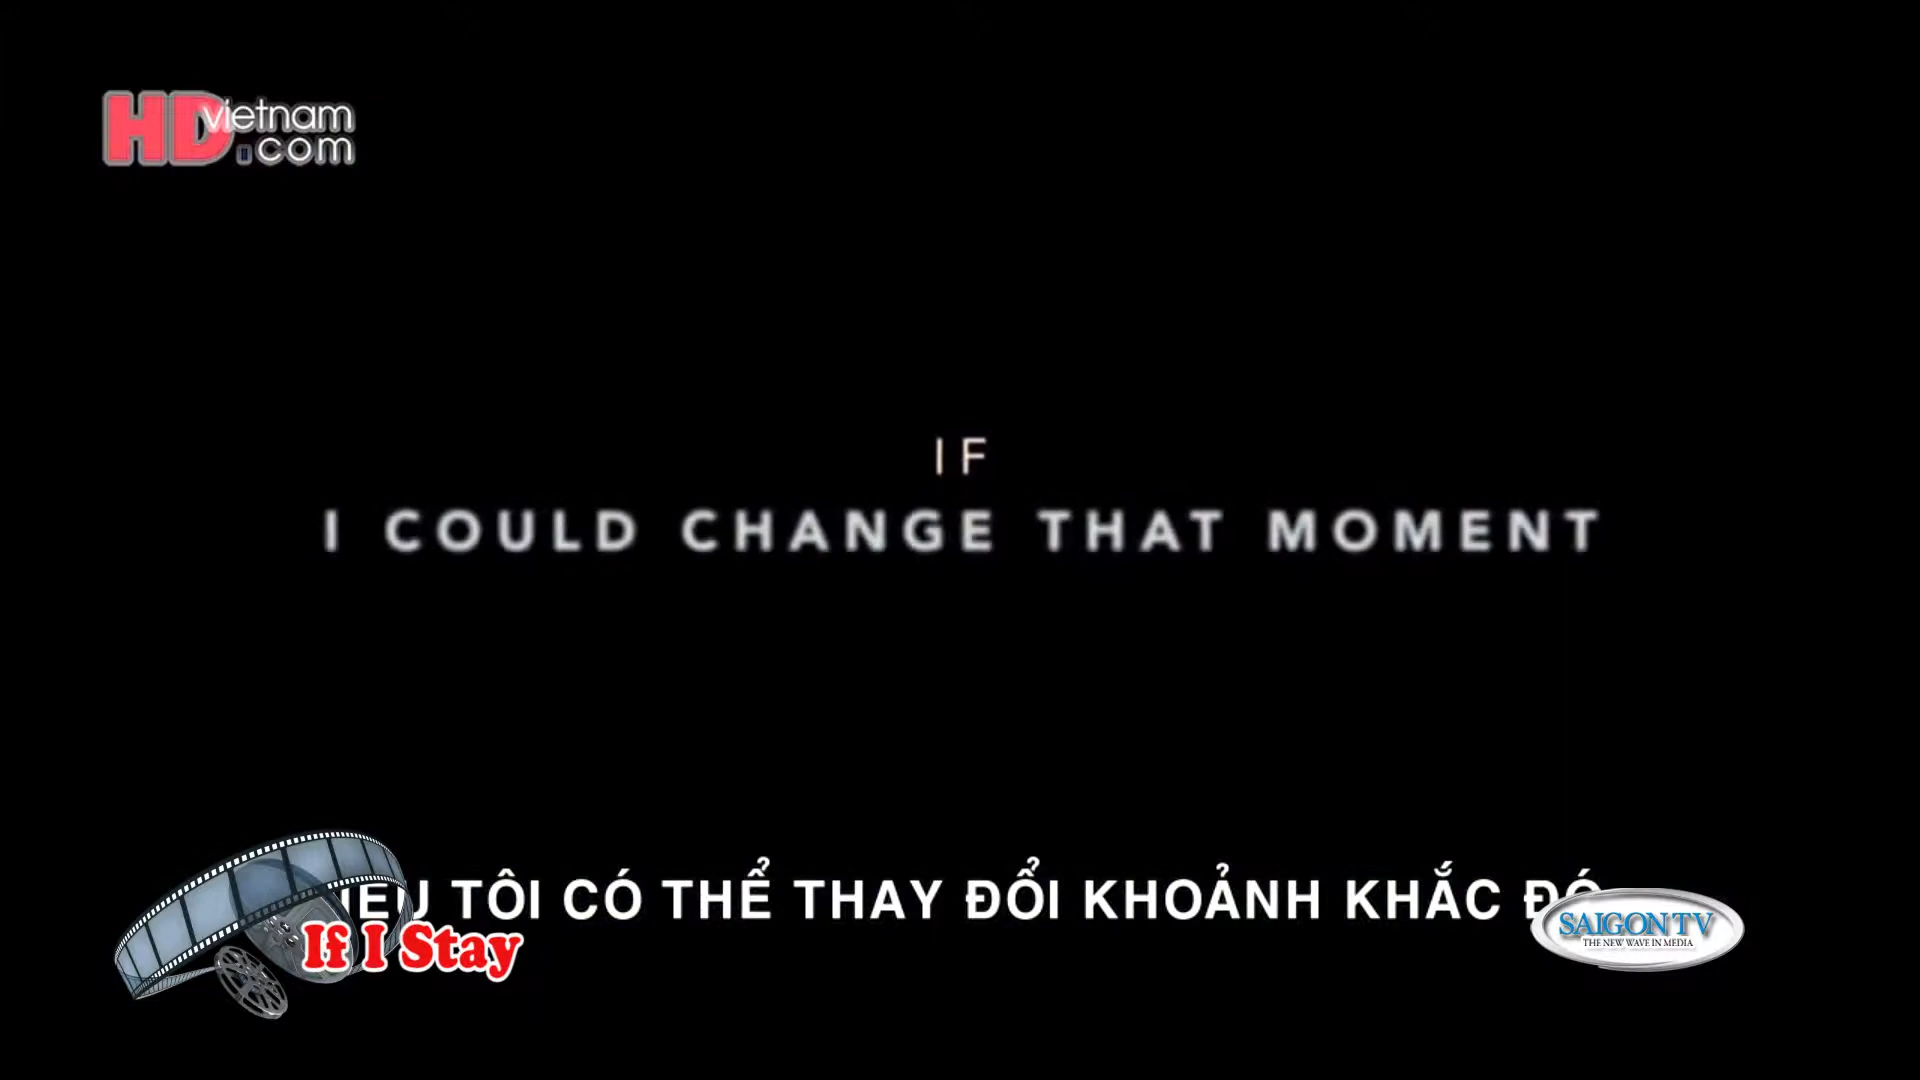 HDvietnam
.com
IF
I COULD CHANGE THAT MOMENT
TÔI CÓ THỂ THAY ĐỔI KHOẢNH KHẮC ĐÓ
If I Stay
SAIGON TV
THE NEW WAVE IN MEDIA